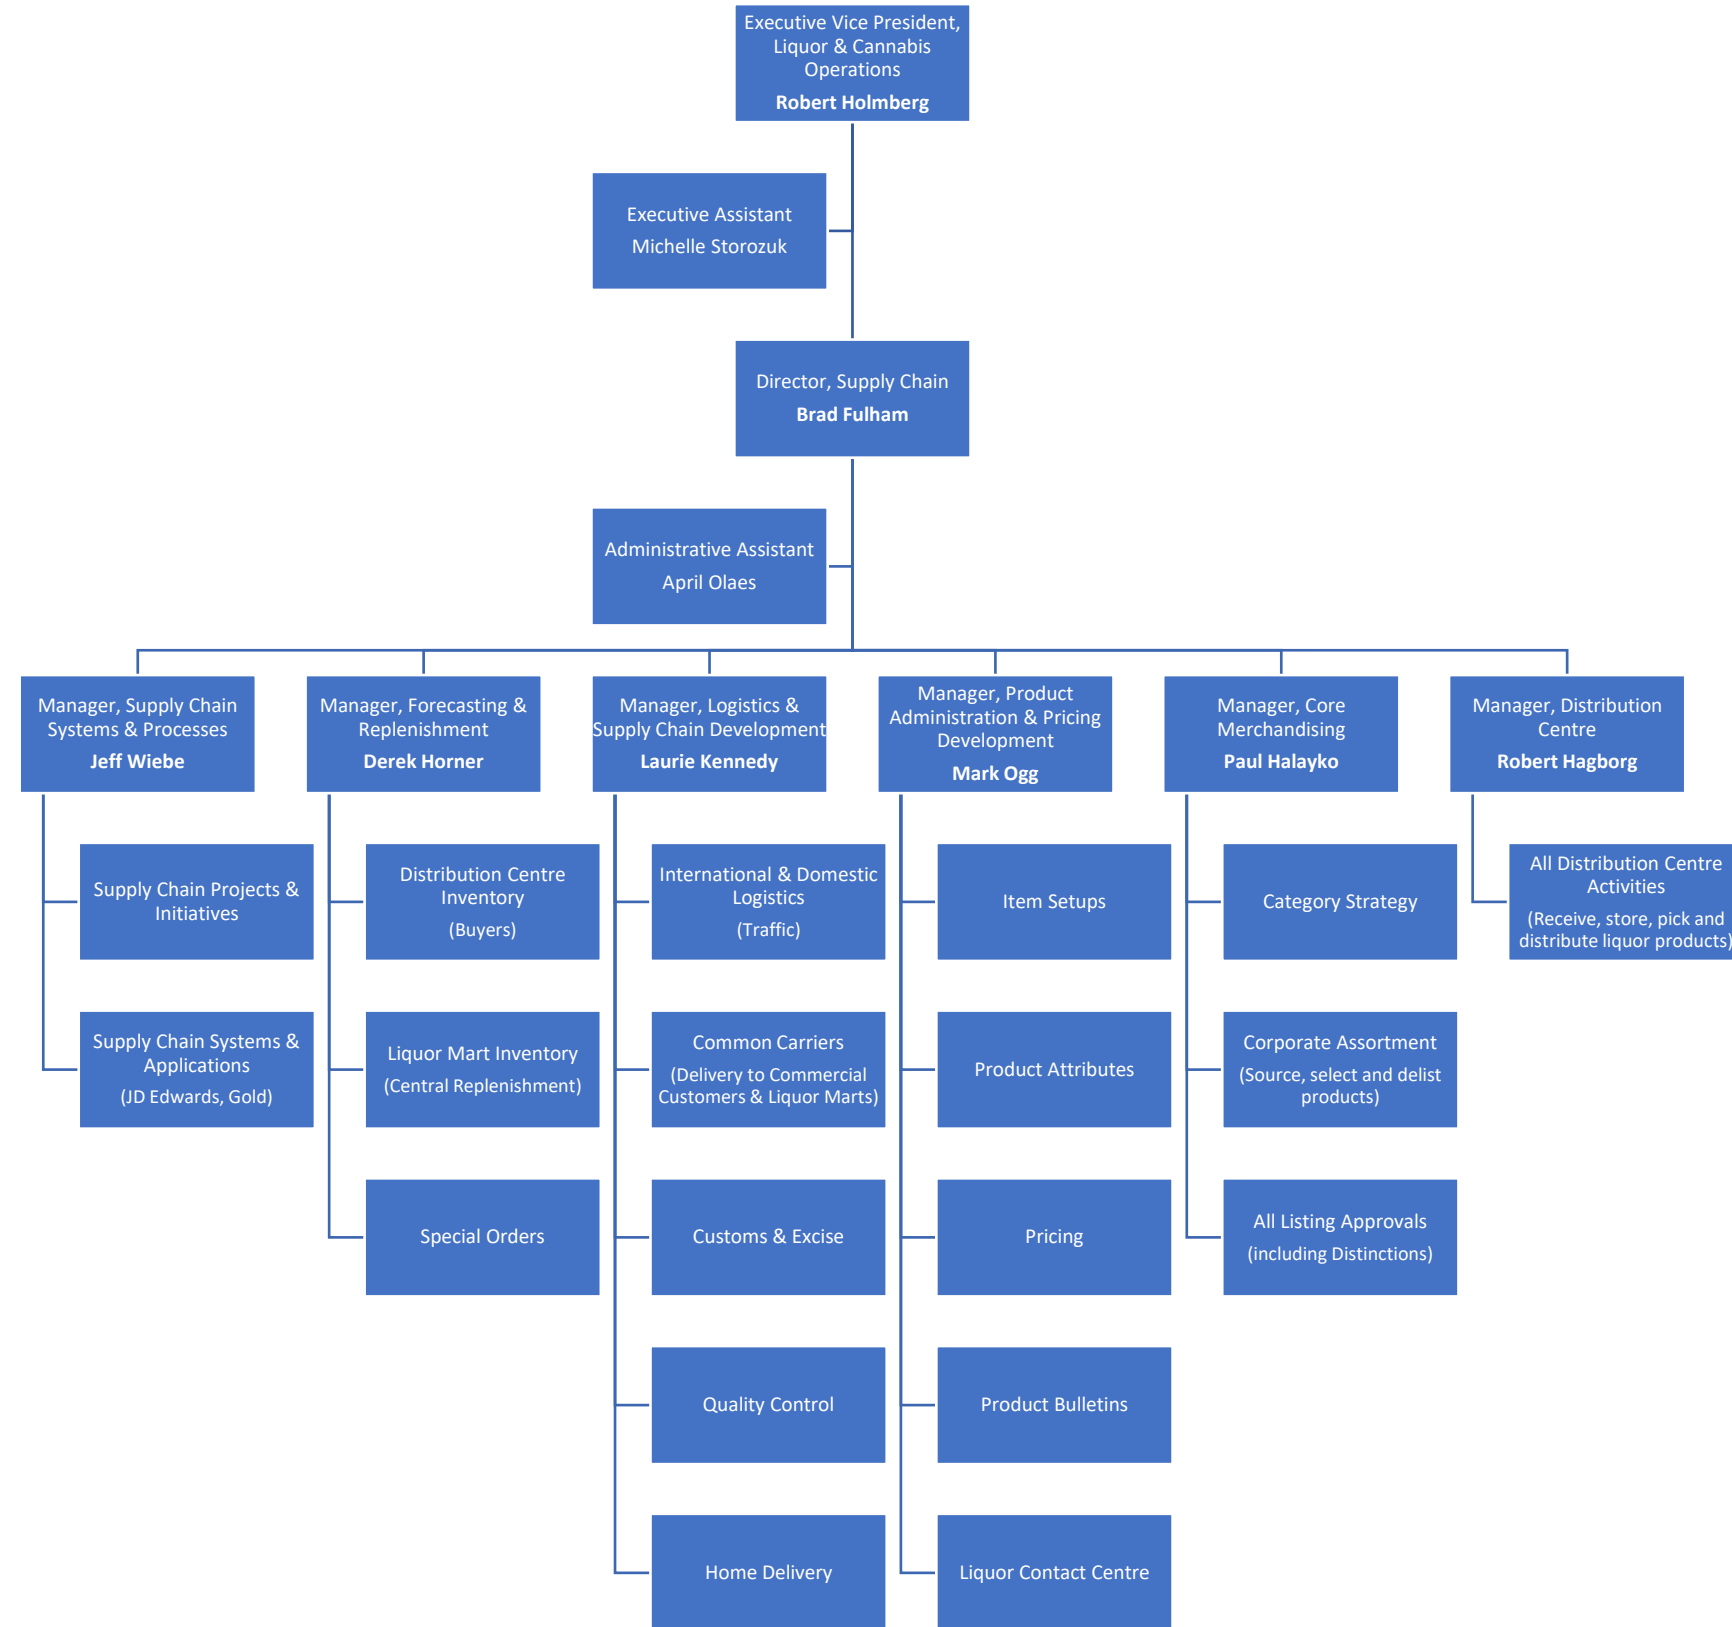 Executive Vice President,
Liquor & Cannabis
Operations
Robert Holmberg
Executive Assistant
Michelle Storozuk
Director, Supply Chain
Brad Fulham
Administrative Assistant
April Olaes
Manager, Supply Chain
Systems & Processes
Jeff Wiebe
Supply Chain Projects &
Initiatives
Supply Chain Systems &
Applications
(JD Edwards, Gold)
Manager, Forecasting &
Replenishment
Derek Horner
Distribution Centre
Inventory
(Buyers)
Liquor Mart Inventory
(Central Replenishment)
Special Orders
Manager, Logistics &
Supply Chain Development
Laurie Kennedy
International & Domestic
Logistics
(Traffic)
Common Carriers
(Delivery to Commercial
Customers & Liquor Marts)
Customs & Excise
Quality Control
Home Delivery
Manager, Product
Administration & Pricing
Development
Mark Ogg
Item Setups
Product Attributes
Pricing
Product Bulletins
Liquor Contact Centre
Manager, Core
Merchandising
Paul Halayko
Category Strategy
Corporate Assortment
(Source, select and delist
products)
All Listing Approvals
(including Distinctions)
Manager, Distribution
Centre
Robert Hagborg
All Distribution Centre
Activities
(Receive, store, pick and
distribute liquor products)